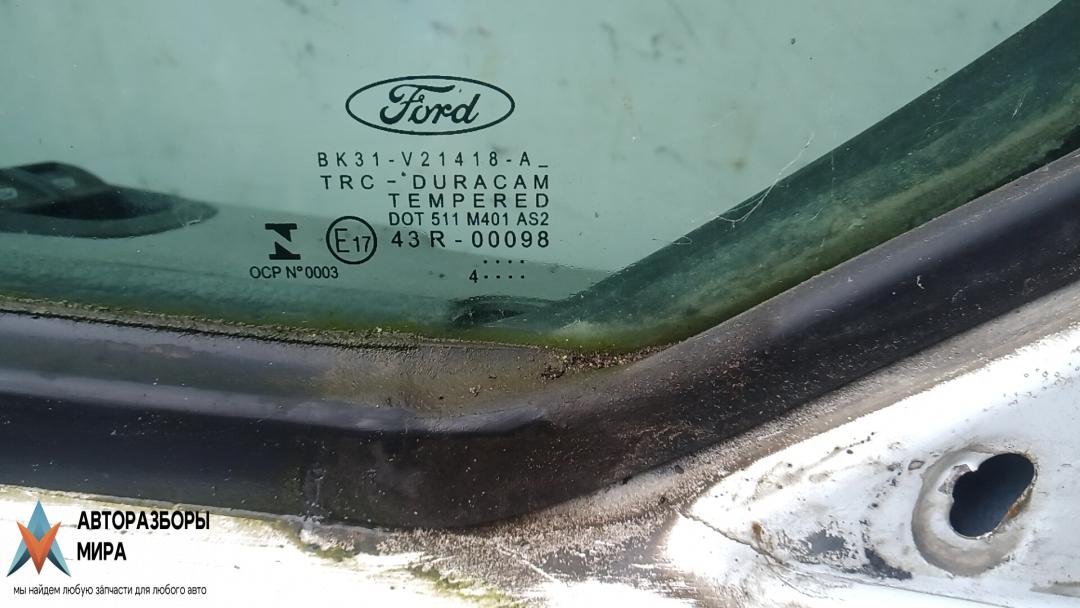 Ford
BK31-V21418-A_
TRC - DURACAM
TEMPERED
DOT 511 M401 AS2
E17 43R-00098
OCP N° 0003
....
4 ....
АВТОРАЗБОРЫ
МИРА
мы найдем любую запчасти для любого авто